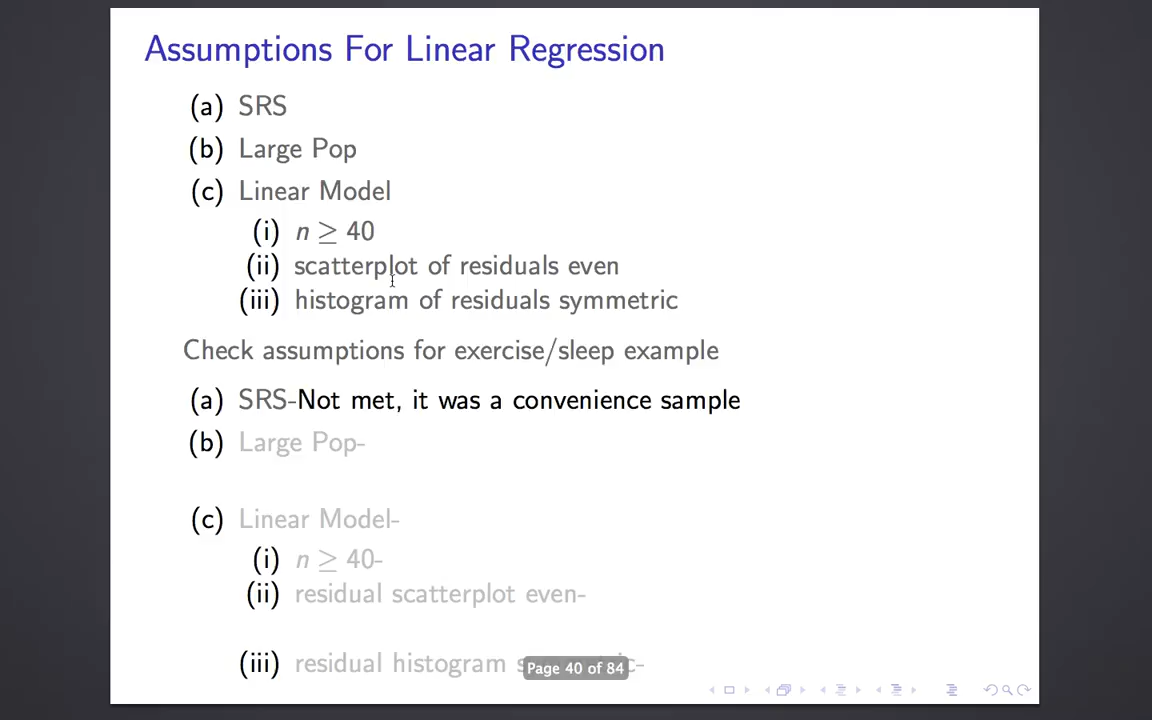 Assumptions For Linear Regression
(a) SRS
(b) Large Pop
(c) Linear Model
(i) n ≥ 40
(ii) scatterplot of residuals even
(iii) histogram of residuals symmetric
Check assumptions for exercise/sleep example
(a) SRS-Not met, it was a convenience sample
(b) Large Pop-
(c) Linear Model-
(i) n ≥ 40-
(ii) residual scatterplot even-
(iii) residual histogram
Page 40 of 84